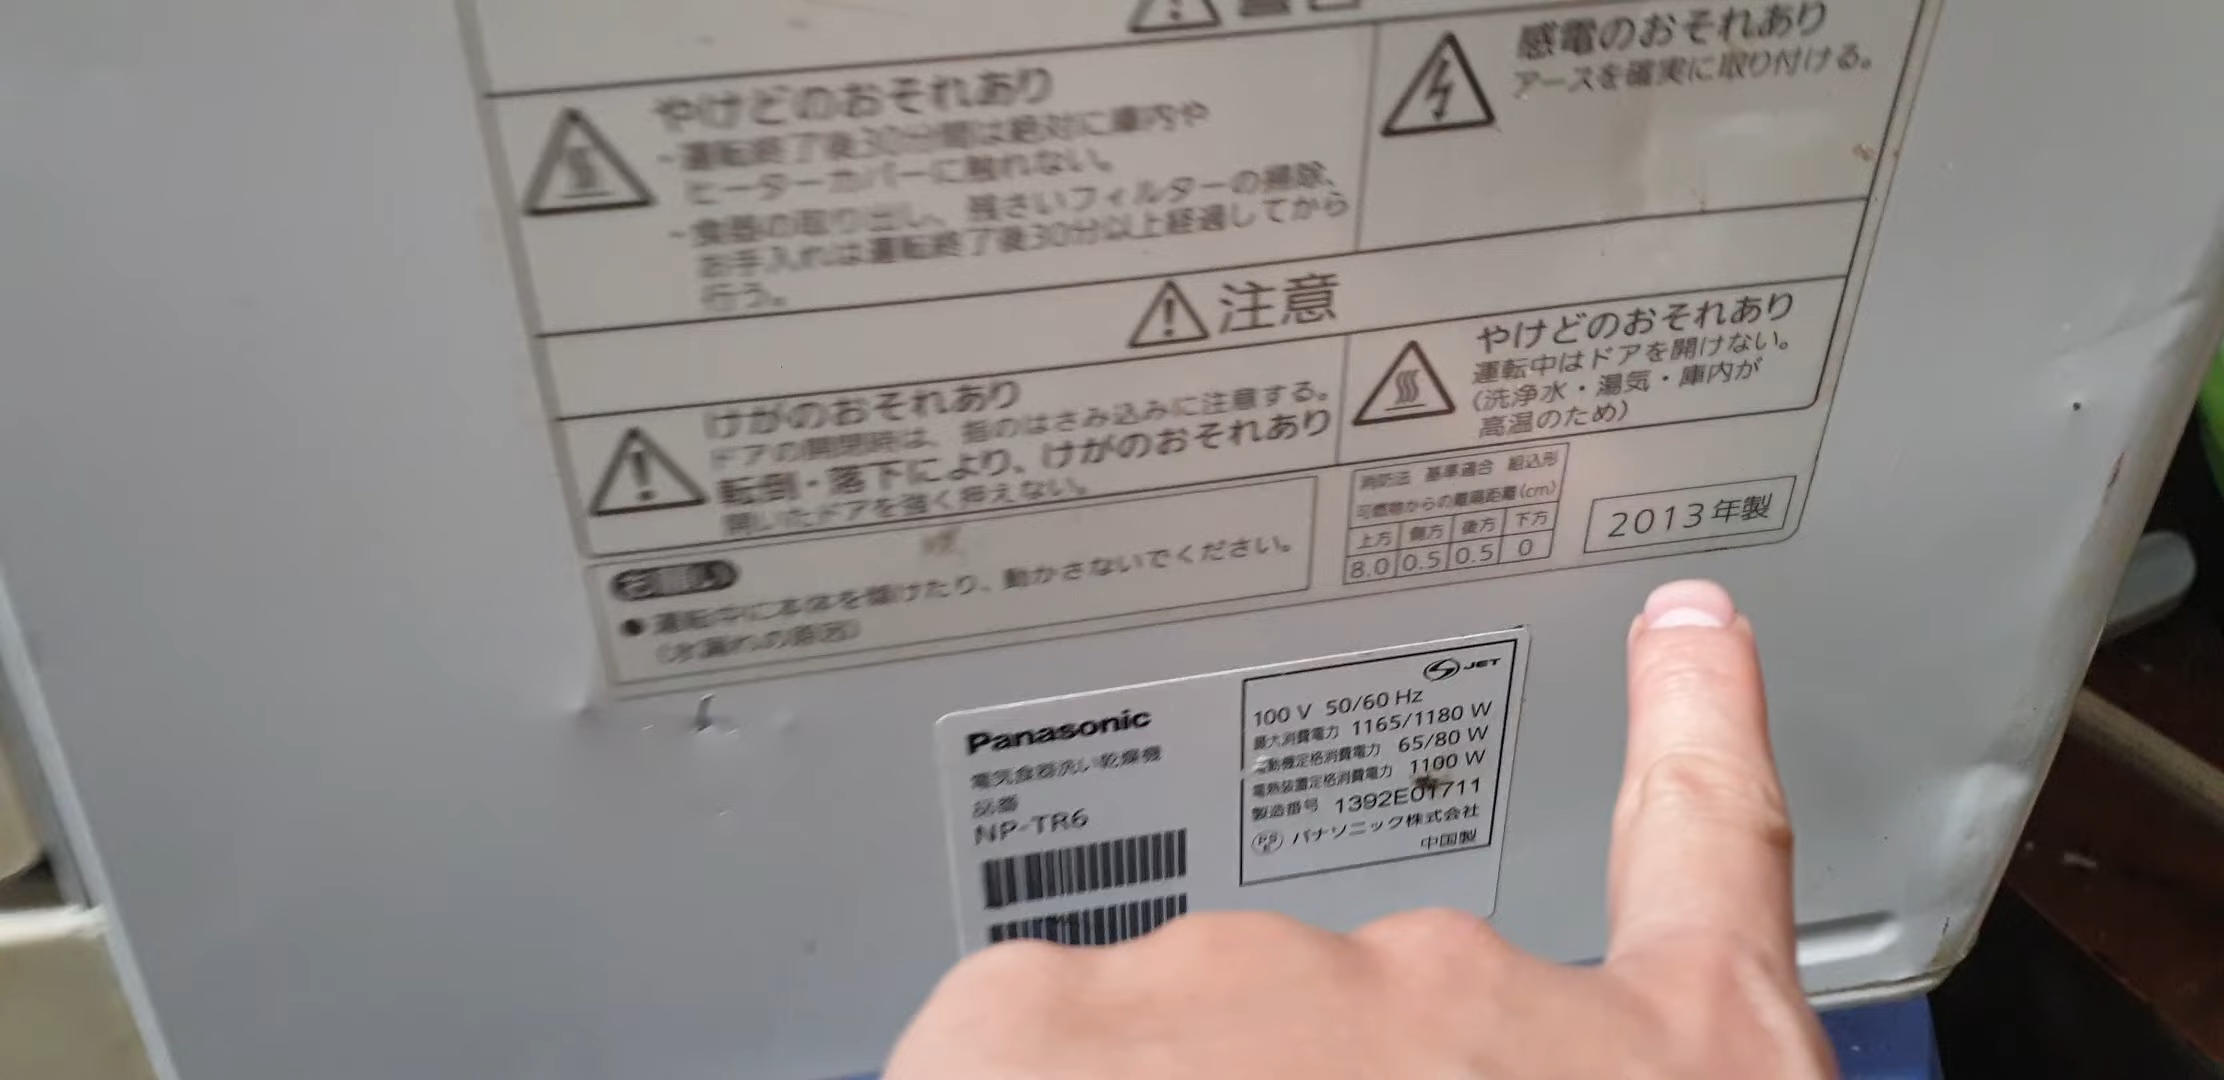 やけどのおそれあり
運転終了後30分間は絶対に庫内や
ヒーターカバーに触れない。
食器の取り出し、残さいフィルターの掃除、
お手入れは運転終了後30分以上経過してから
行う。
感電のおそれあり
アースを確実に取り付ける。
注意
けがのおそれあり
ドアの開閉時は、指のはさみ込みに注意する。
転倒・落下により、けがのおそれあり
開いたドアを強く押えない。
やけどのおそれあり
運転中はドアを開けない。
(洗浄水・湯気・庫内が
高温のため)
お願い
●運転中に本体を傾けたり、動かさないでください。
(水漏れの原因)
消防法 基準適合 組込形
可燃物からの離隔距離(cm)
上方 側方 後方 下方
8.0 0.5 0.5 0
2013年製
Panasonic
電気食器洗い乾燥機
品番
NP-TR6
JET
100 V 50/60 Hz
最大消費電力 1165/1180 W
電動機定格消費電力 65/80 W
電熱装置定格消費電力 1100 W
製造番号 1392E01711
PSE パナソニック株式会社
中国製